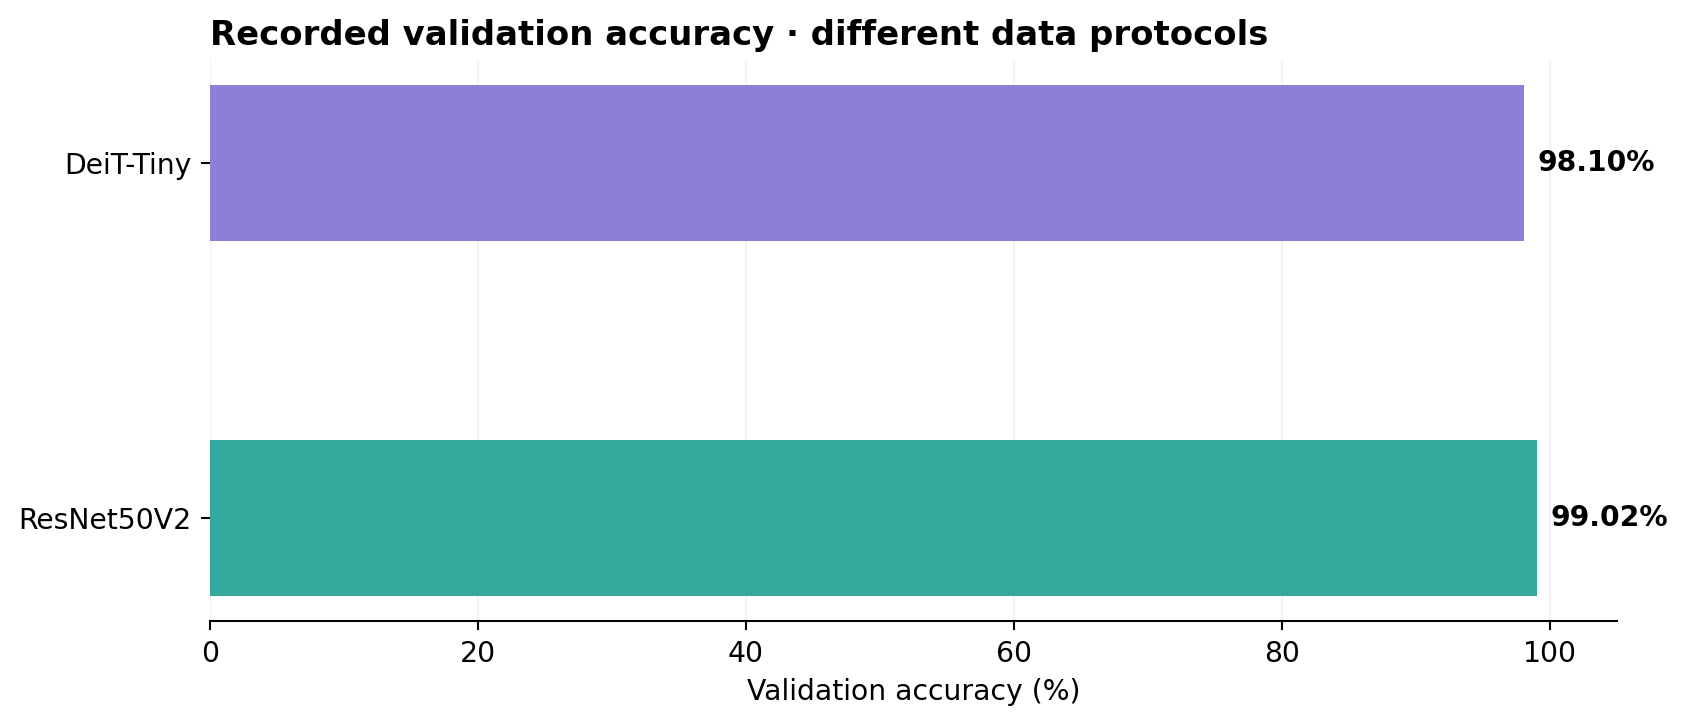 Recorded validation accuracy · different data protocols
DeiT-Tiny
98.10%
ResNet50V2
99.02%
0 20 40 60 80 100
Validation accuracy (%)